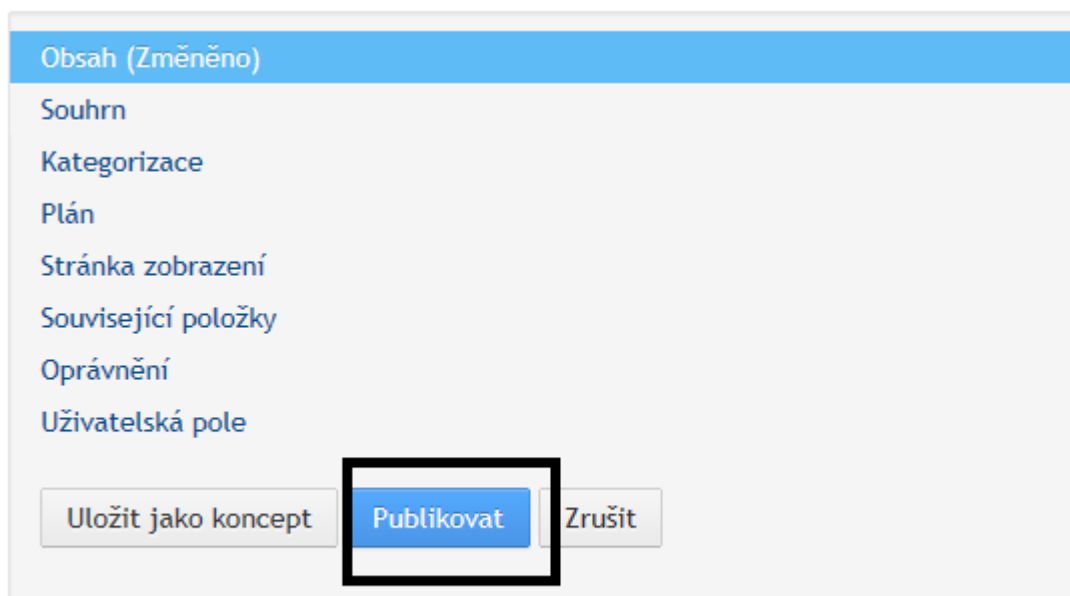 Obsah (Změněno)
Souhrn
Kategorizace
Plán
Stránka zobrazení
Související položky
Oprávnění
Uživatelská pole
Uložit jako koncept Publikovat Zrušit